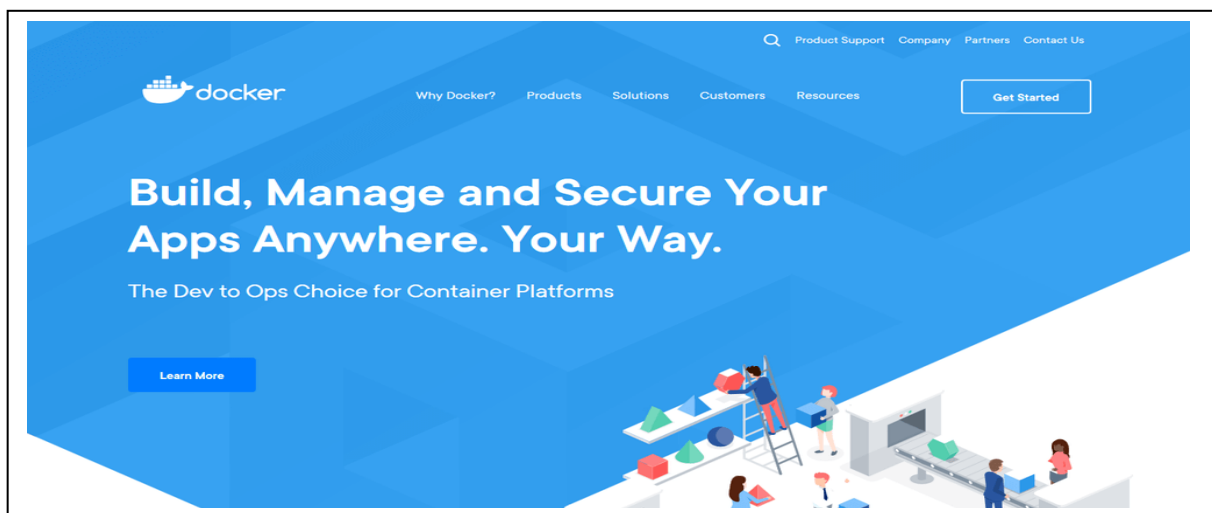 Product Support Company Partners Contact Us
docker
Why Docker? Products Solutions Customers Resources
Get Started
Build, Manage and Secure Your
Apps Anywhere. Your Way.
The Dev to Ops Choice for Container Platforms
Learn More